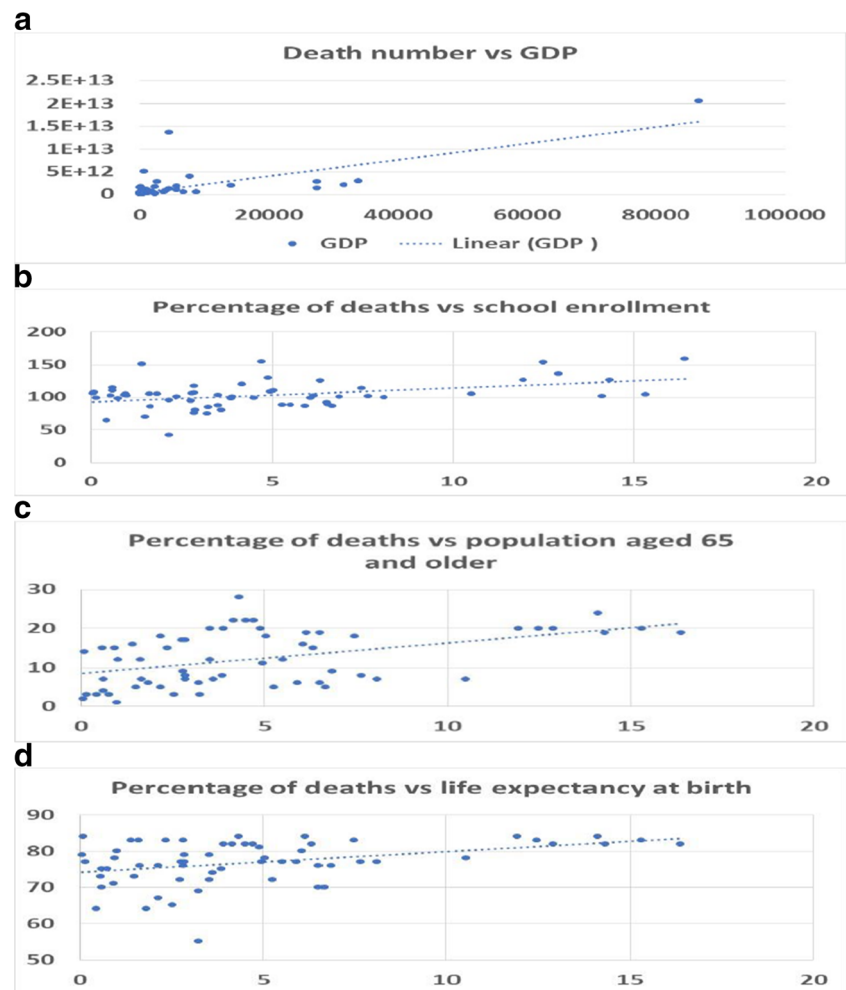 a
Death number vs GDP
2.5E+13
2E+13
1.5E+13
1E+13
5E+12
0
0 20000 40000 60000 80000 100000
GDP Linear (GDP )
b
Percentage of deaths vs school enrollment
200
150
100
50
0
0 5 10 15 20
c
Percentage of deaths vs population aged 65
and older
30
20
10
0
0 5 10 15 20
d
Percentage of deaths vs life expectancy at birth
90
80
70
60
50
0 5 10 15 20